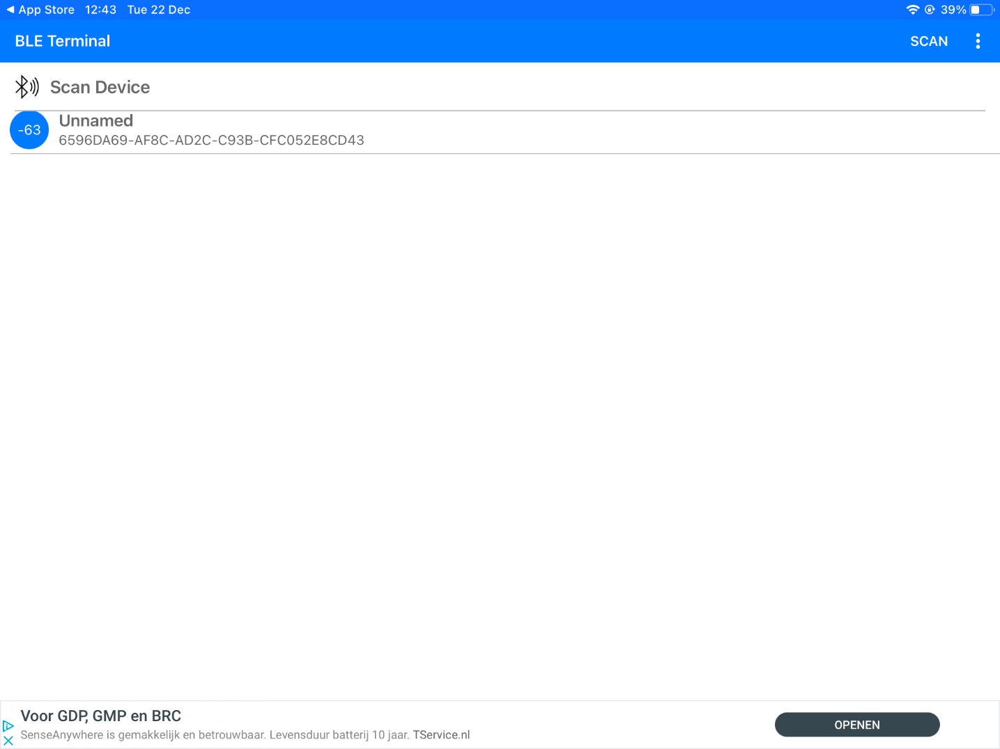 ◀ App Store 12:43 Tue 22 Dec 39%
BLE Terminal SCAN
Scan Device
-63 Unnamed
6596DA69-AF8C-AD2C-C93B-CFC052E8CD43
Voor GDP, GMP en BRC
SenseAnywhere is gemakkelijk en betrouwbaar. Levensduur batterij 10 jaar. TService.nl
OPENEN